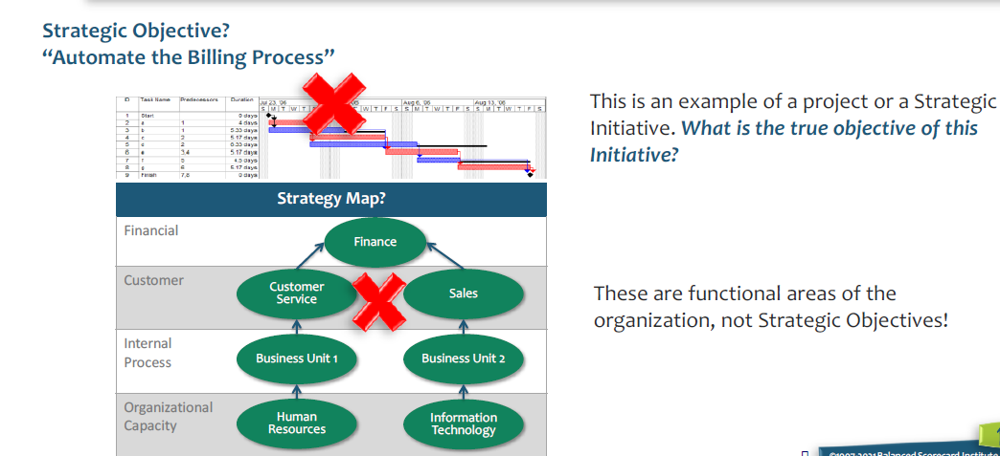 Strategic Objective?
“Automate the Billing Process”
This is an example of a project or a Strategic
Initiative. What is the true objective of this
Initiative?
ID Task Name Predecessors Duration
Jul 23, '06 Aug 6, '06 Aug 13, '06
1 Start 0 days
2 a 1 4 days
3 b 1 5.33 days
4 c 2 5.17 days
5 d 2 6.33 days
6 e 3,4 5.17 days
7 f 5 4.5 days
8 g 6 5.17 days
9 Finish 7,8 0 days
Strategy Map?
Financial
Finance
Customer
Customer
Service
Sales
These are functional areas of the
organization, not Strategic Objectives!
Internal
Process
Business Unit 1
Business Unit 2
Organizational
Capacity
Human
Resources
Information
Technology
©1997-2021 Balanced Scorecard Institute